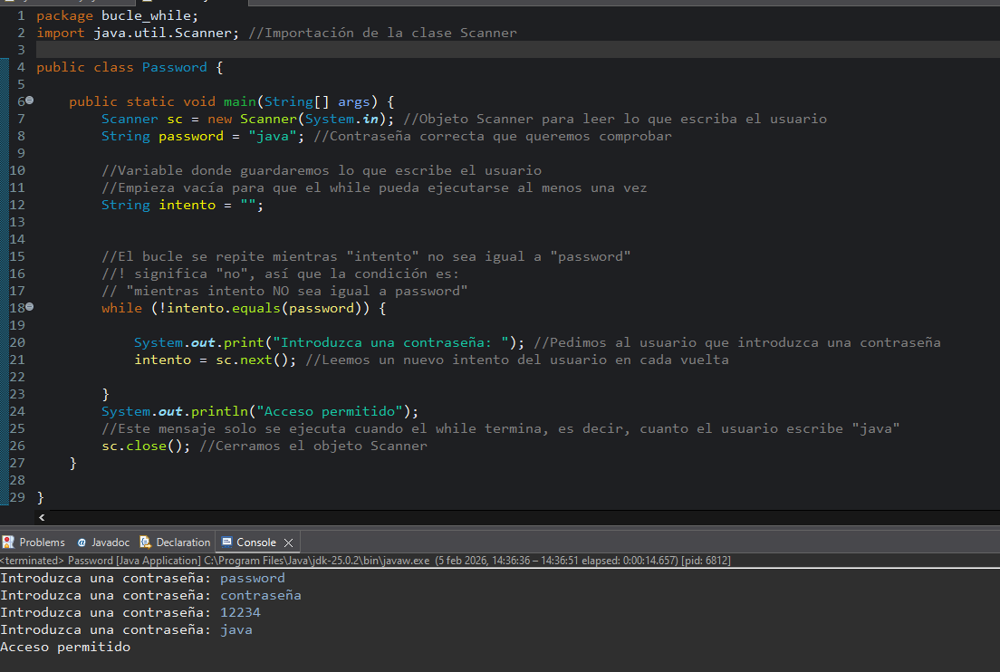 1 package bucle_while;
2 import java.util.Scanner; //Importación de la clase Scanner
3
4 public class Password {
5
6 public static void main(String[] args) {
7 Scanner sc = new Scanner(System.in); //Objeto Scanner para leer lo que escriba el usuario
8 String password = "java"; //Contraseña correcta que queremos comprobar
9
10 //Variable donde guardaremos lo que escribe el usuario
11 //Empieza vacía para que el while pueda ejecutarse al menos una vez
12 String intento = "";
13
14
15 //El bucle se repite mientras "intento" no sea igual a "password"
16 //! significa "no", así que la condición es:
17 // "mientras intento NO sea igual a password"
18 while (!intento.equals(password)) {
19
20 System.out.print("Introduzca una contraseña: "); //Pedimos al usuario que introduzca una contraseña
21 intento = sc.next(); //Leemos un nuevo intento del usuario en cada vuelta
22
23 }
24 System.out.println("Acceso permitido");
25 //Este mensaje solo se ejecuta cuando el while termina, es decir, cuanto el usuario escribe "java"
26 sc.close(); //Cerramos el objeto Scanner
27 }
28
29 }
Problems @ Javadoc Declaration Console
<terminated> Password [Java Application] C:\Program Files\Java\jdk-25.0.2\bin\javaw.exe (5 feb 2026, 14:36:36 – 14:36:51 elapsed: 0:00:14.657) [pid: 6812]
Introduzca una contraseña: password
Introduzca una contraseña: contraseña
Introduzca una contraseña: 12234
Introduzca una contraseña: java
Acceso permitido